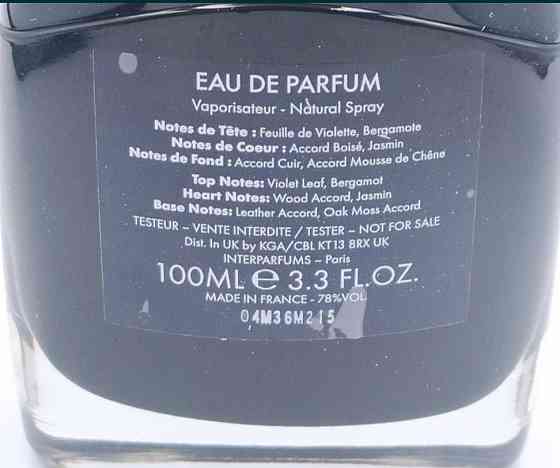 EAU DE PARFUM
Vaporisateur - Natural Spray
Notes de Tête : Feuille de Violette, Bergamote
Notes de Coeur : Accord Boisé, Jasmin
Notes de Fond : Accord Cuir, Accord Mousse de Chêne
Top Notes: Violet Leaf, Bergamot
Heart Notes: Wood Accord, Jasmin
Base Notes: Leather Accord, Oak Moss Accord
TESTEUR – VENTE INTERDITE / TESTER – NOT FOR SALE
Dist. In UK by KGA/CBL KT13 8RX UK
INTERPARFUMS – Paris
100ML ℮ 3.3 FL.OZ.
MADE IN FRANCE - 78%VOL
04M36M215